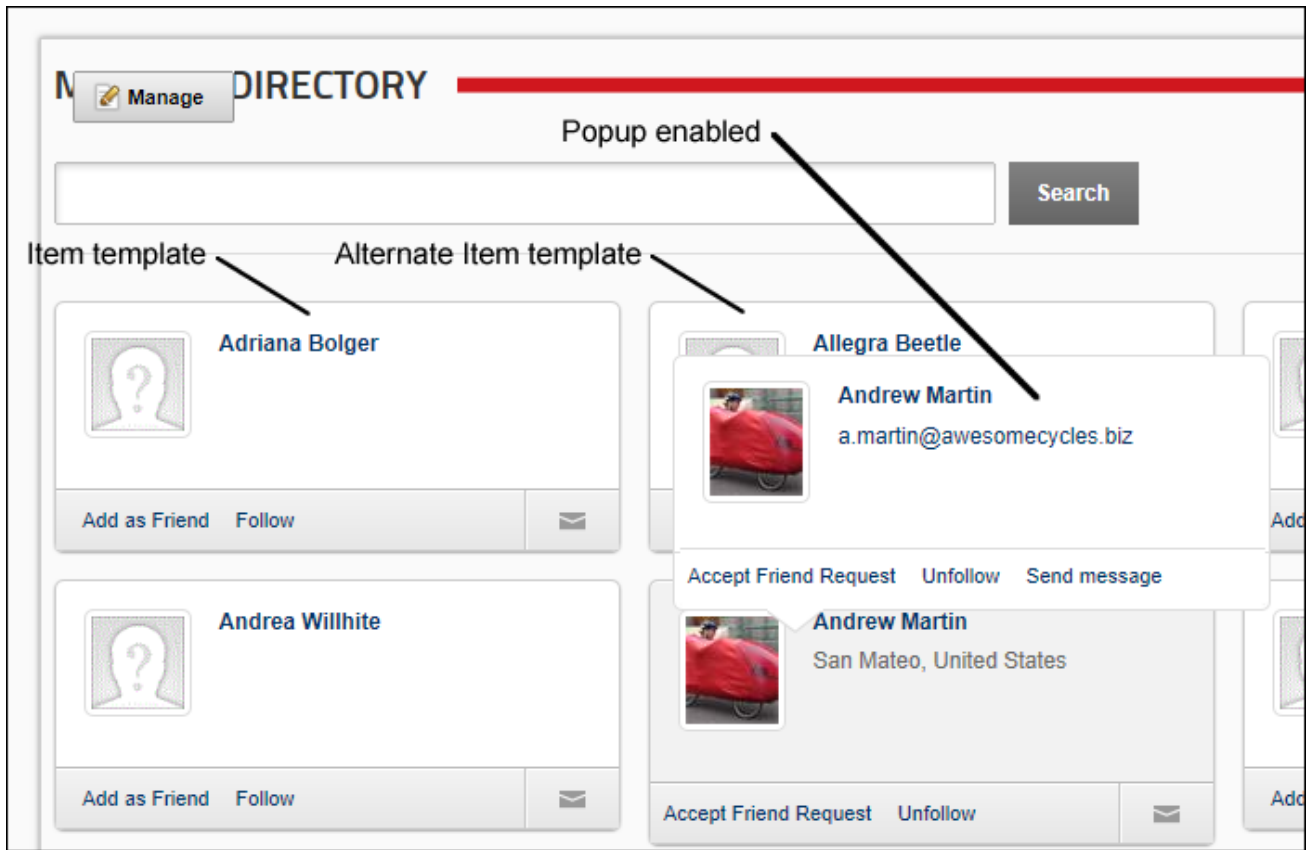 DIRECTORY
Manage
Popup enabled
Search
Item template
Alternate Item template
Adriana Bolger
Allegra Beetle
Andrew Martin
a.martin@awesomecycles.biz
Add as Friend Follow
Add
Accept Friend Request Unfollow Send message
Andrea Willhite
Andrew Martin
San Mateo, United States
Add as Friend Follow
Accept Friend Request Unfollow
Add